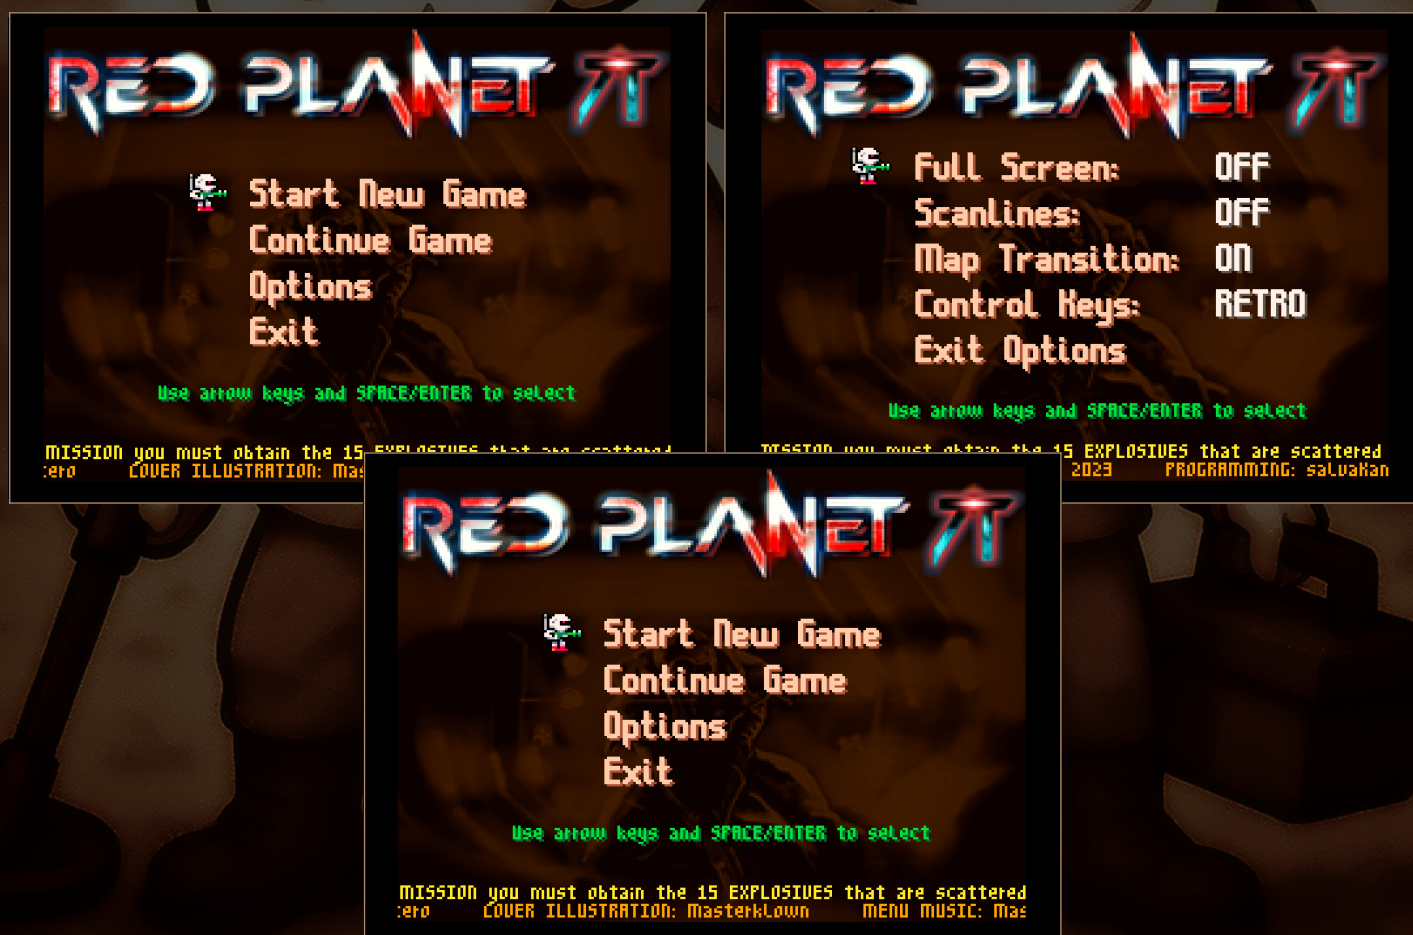 RED PLANET π
Start New Game
Continue Game
Options
Exit
Use arrow keys and SPACE/ENTER to select
MISSION you must obtain the 15 EXPLOSIVES that are scattered
COVER ILLUSTRATION: Mas
RED PLANET π
Full Screen: OFF
Scanlines: OFF
Map Transition: ON
Control Keys: RETRO
Exit Options
Use arrow keys and SPACE/ENTER to select
MISSION you must obtain the 15 EXPLOSIVES that are scattered
2023 PROGRAMMING: salvaKan
RED PLANET π
Start New Game
Continue Game
Options
Exit
Use arrow keys and SPACE/ENTER to select
MISSION you must obtain the 15 EXPLOSIVES that are scattered
:ero COVER ILLUSTRATION: Masterklown MENU MUSIC: Mas